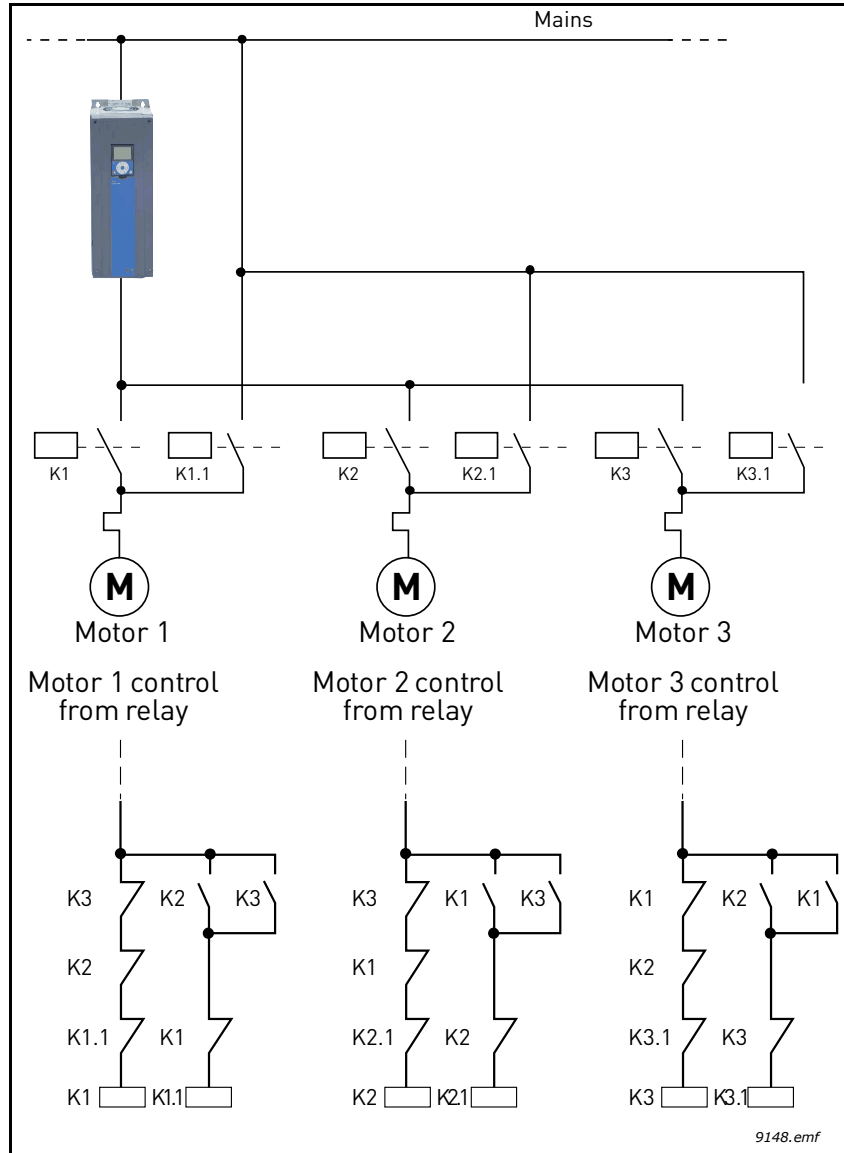 Mains
K1 K1.1 K2 K2.1 K3 K3.1
M M M
Motor 1 Motor 2 Motor 3
Motor 1 control Motor 2 control Motor 3 control
from relay from relay from relay
K3 K2 K3 K3 K1 K3 K1 K2 K1
K2 K1 K2
K1.1 K1 K2.1 K2 K3.1 K3
K1 K1.1 K2 K2.1 K3 K3.1
9148.emf